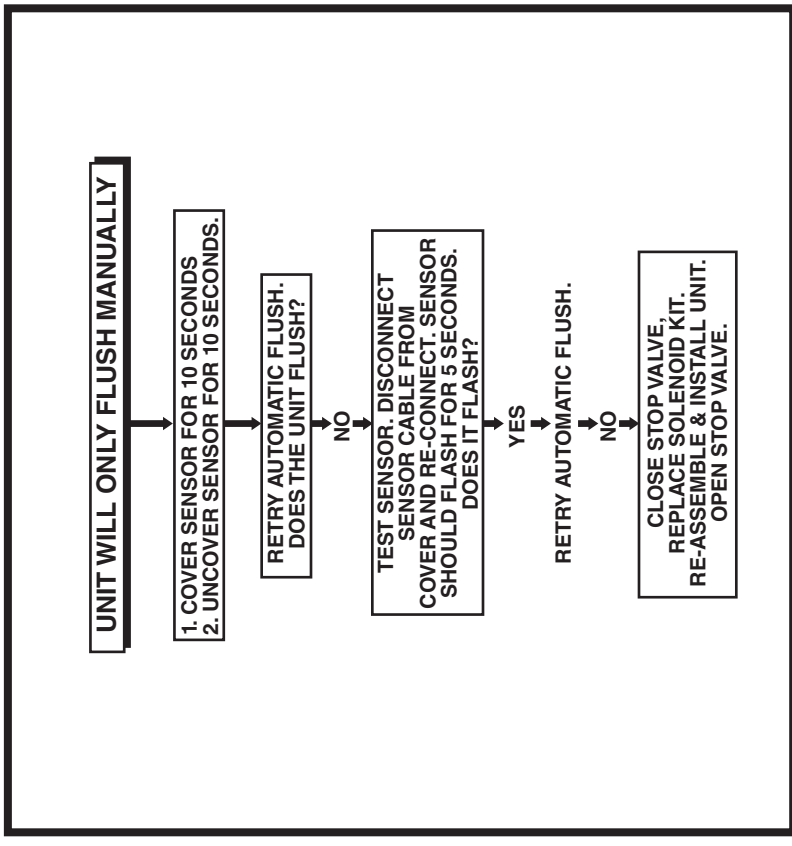 UNIT WILL ONLY FLUSH MANUALLY
1. COVER SENSOR FOR 10 SECONDS
2. UNCOVER SENSOR FOR 10 SECONDS.
RETRY AUTOMATIC FLUSH.
DOES THE UNIT FLUSH?
NO
TEST SENSOR. DISCONNECT
SENSOR CABLE FROM
COVER AND RE-CONNECT. SENSOR
SHOULD FLASH FOR 5 SECONDS.
DOES IT FLASH?
YES
RETRY AUTOMATIC FLUSH.
NO
CLOSE STOP VALVE,
REPLACE SOLENOID KIT.
RE-ASSEMBLE & INSTALL UNIT.
OPEN STOP VALVE.